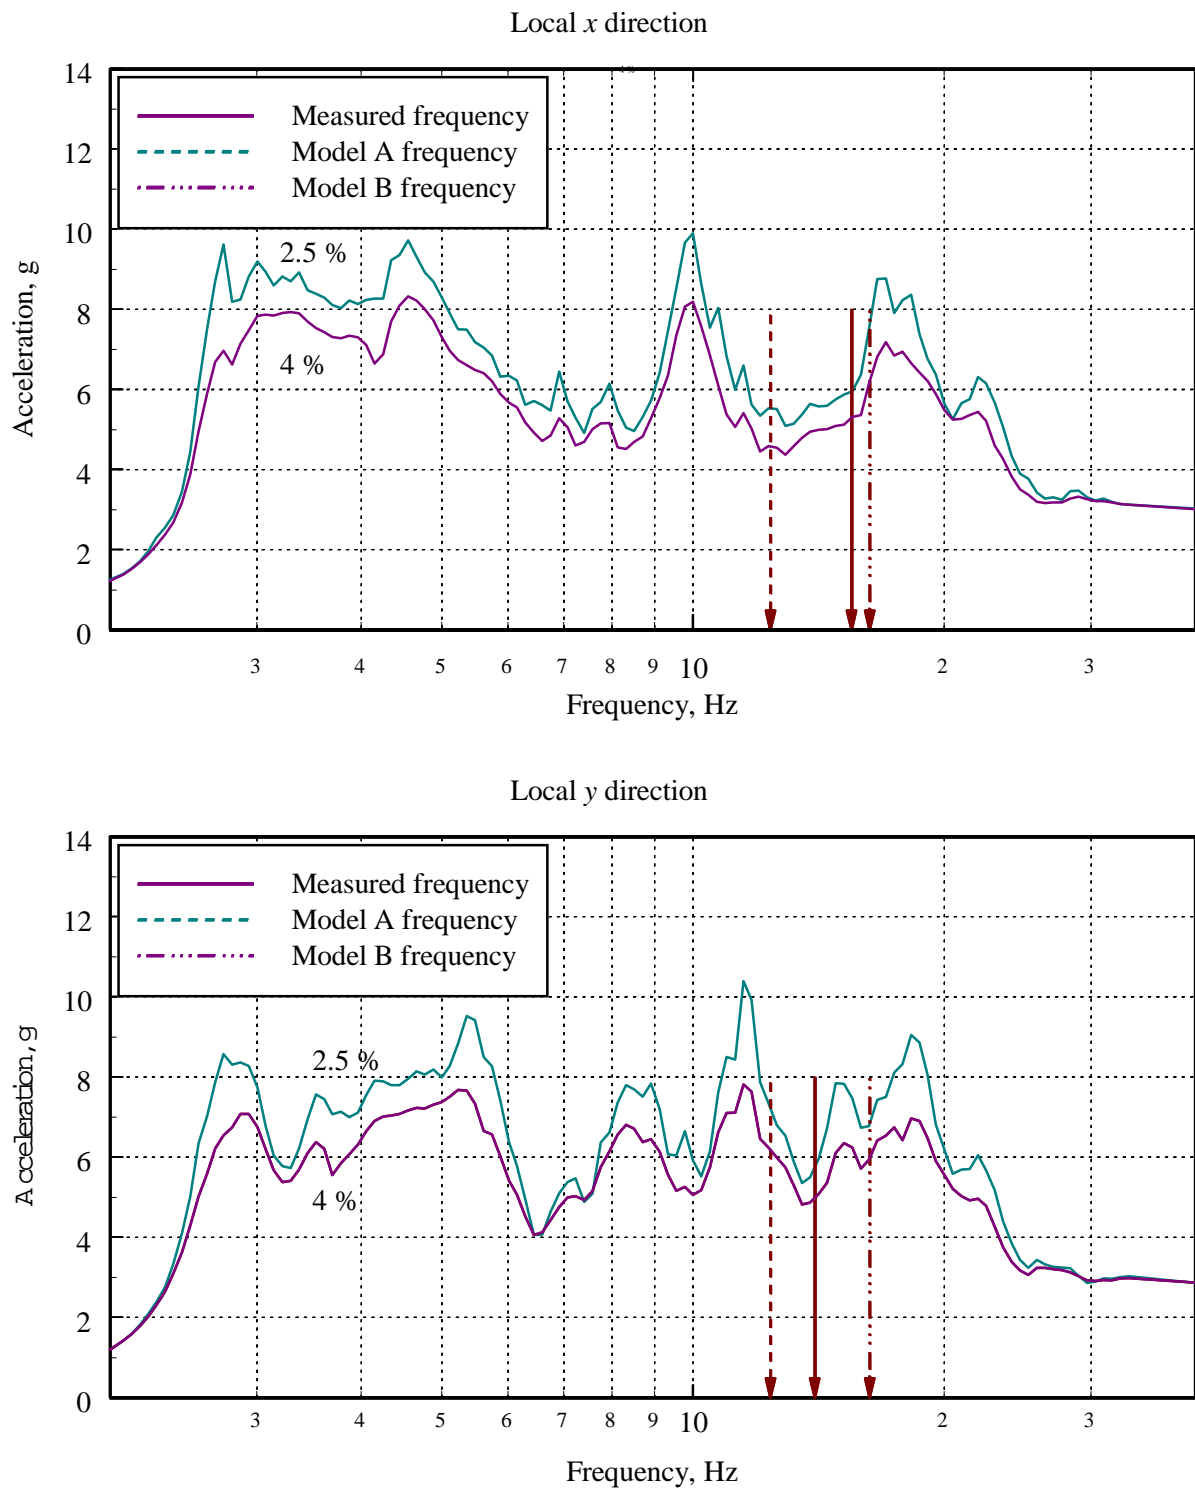 Local x direction
14
12
10
8
6
4
2
0
Acceleration, g
Measured frequency
Model A frequency
Model B frequency
4%
2.5 %
4 %
3 4 5 6 7 8 9 10 2 3
Frequency, Hz
Local y direction
14
12
10
8
6
4
2
0
Acceleration, g
Measured frequency
Model A frequency
Model B frequency
2.5 %
4 %
3 4 5 6 7 8 9 10 2 3
Frequency, Hz